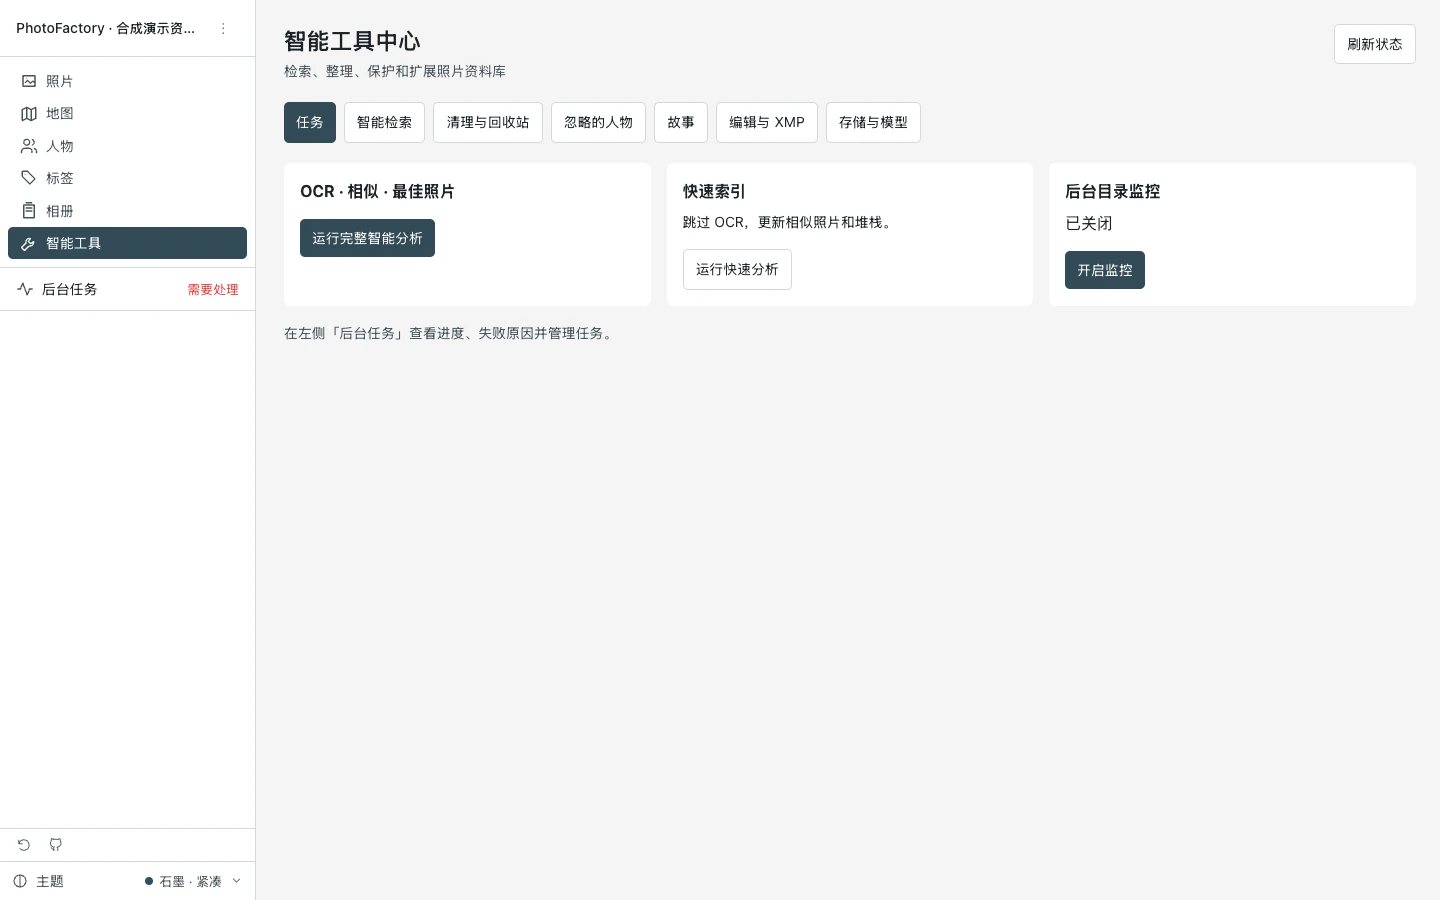 PhotoFactory · 合成演示资...
照片
地图
人物
标签
相册
智能工具
后台任务 需要处理
主题 石墨 · 紧凑
智能工具中心
检索、整理、保护和扩展照片资料库
刷新状态
任务 智能检索 清理与回收站 忽略的人物 故事 编辑与 XMP 存储与模型
OCR · 相似 · 最佳照片
运行完整智能分析
快速索引
跳过 OCR，更新相似照片和堆栈。
运行快速分析
后台目录监控
已关闭
开启监控
在左侧「后台任务」查看进度、失败原因并管理任务。